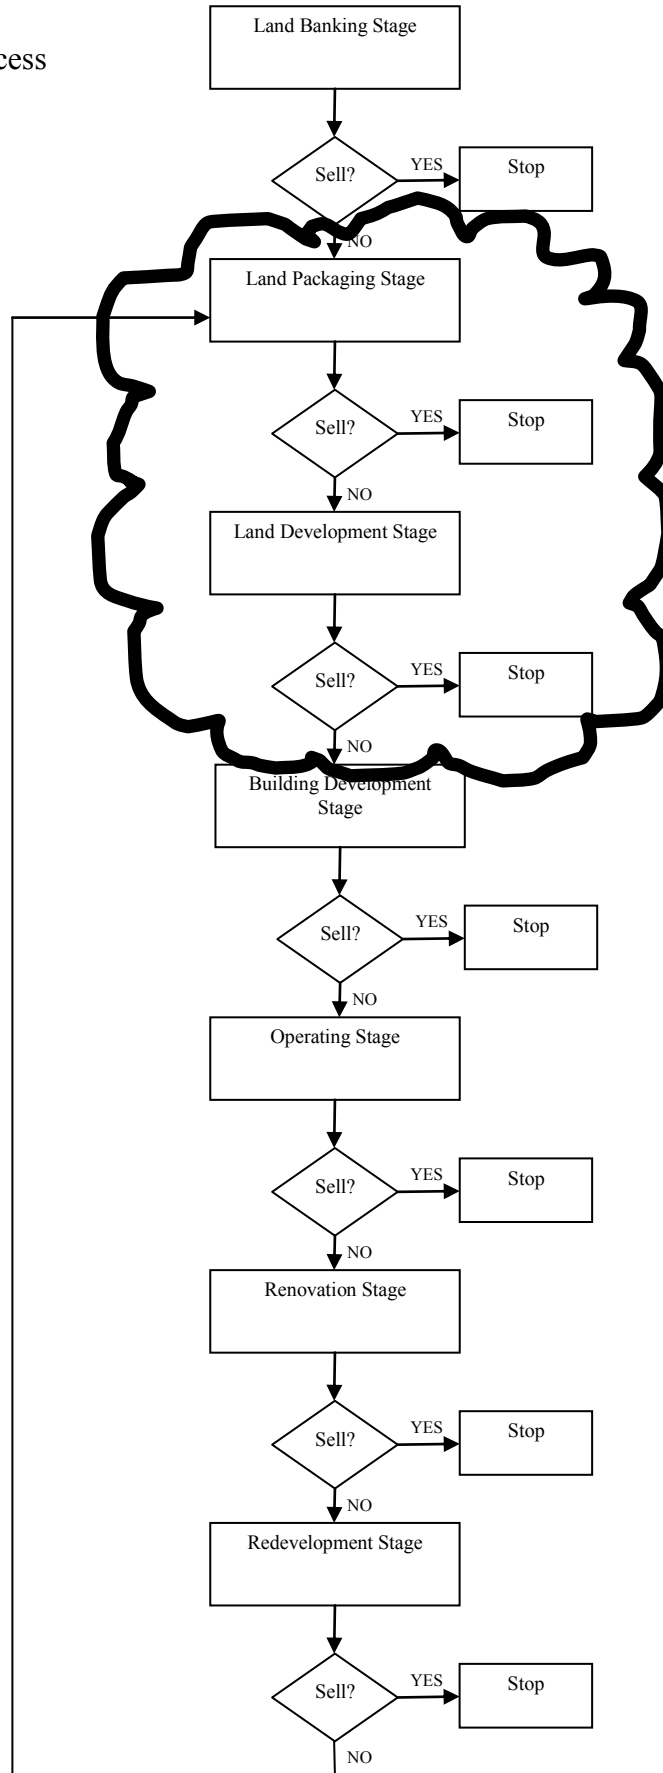 Land Banking Stage
cess
Sell?
YES
Stop
NO
Land Packaging Stage
Sell?
YES
Stop
NO
Land Development Stage
Sell?
YES
Stop
NO
Building Development
Stage
Sell?
YES
Stop
NO
Operating Stage
Sell?
YES
Stop
NO
Renovation Stage
Sell?
YES
Stop
NO
Redevelopment Stage
Sell?
YES
Stop
NO